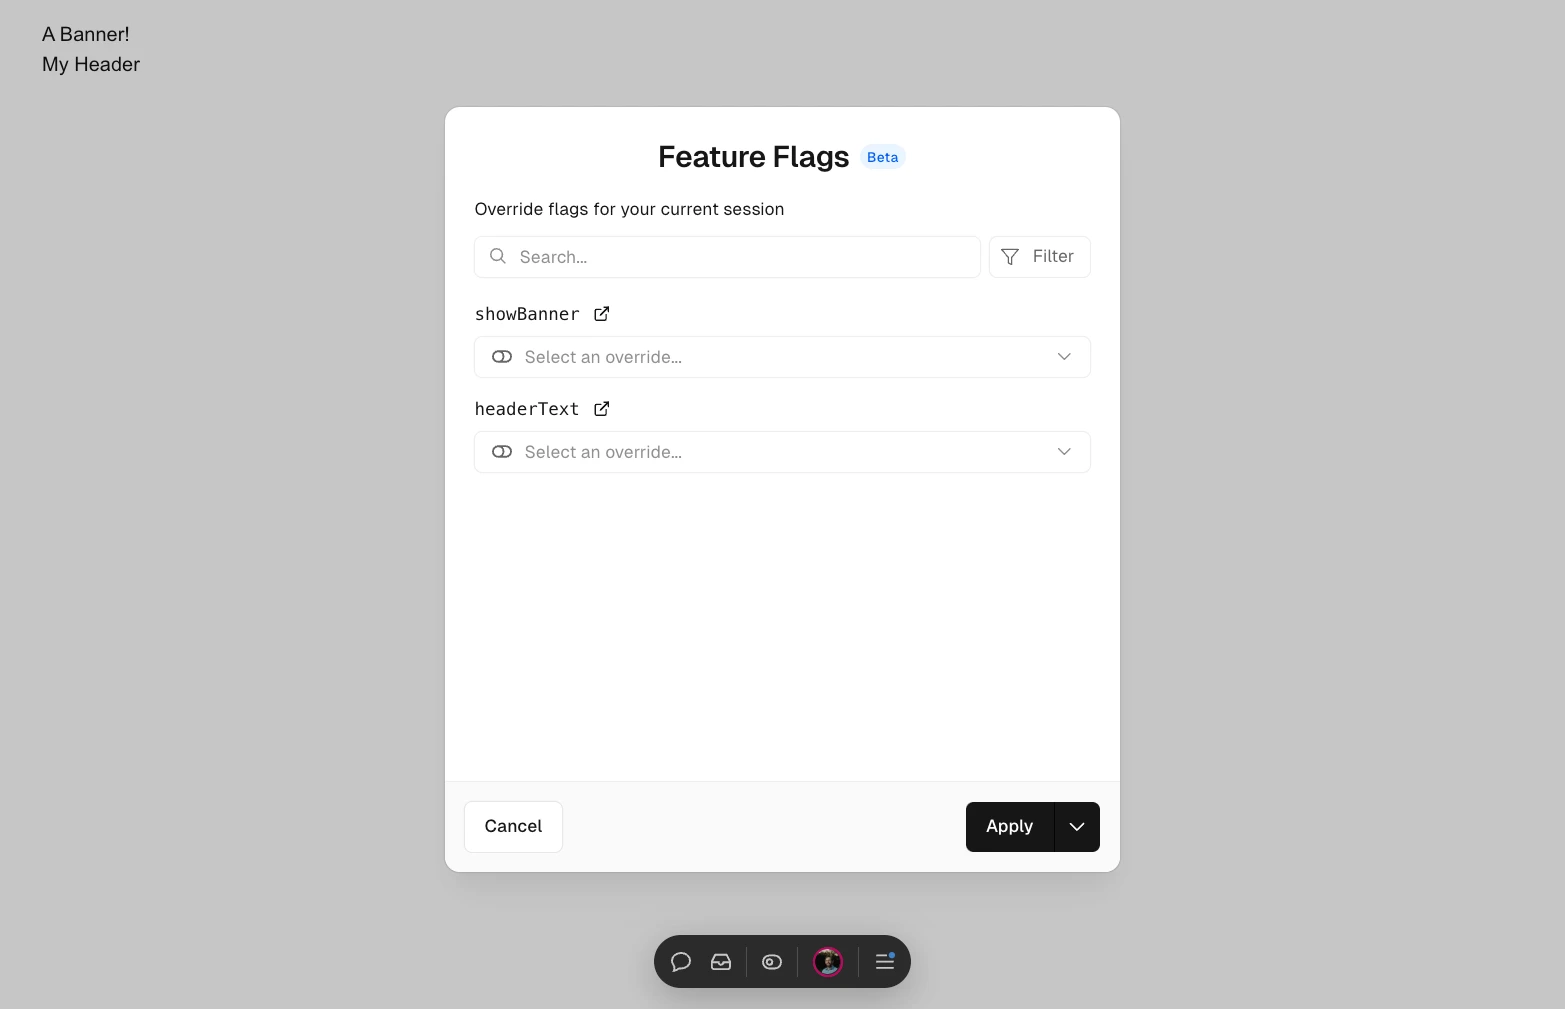 A Banner!
My Header
Feature Flags Beta
Override flags for your current session
Search...
Filter
showBanner
Select an override...
headerText
Select an override...
Cancel
Apply